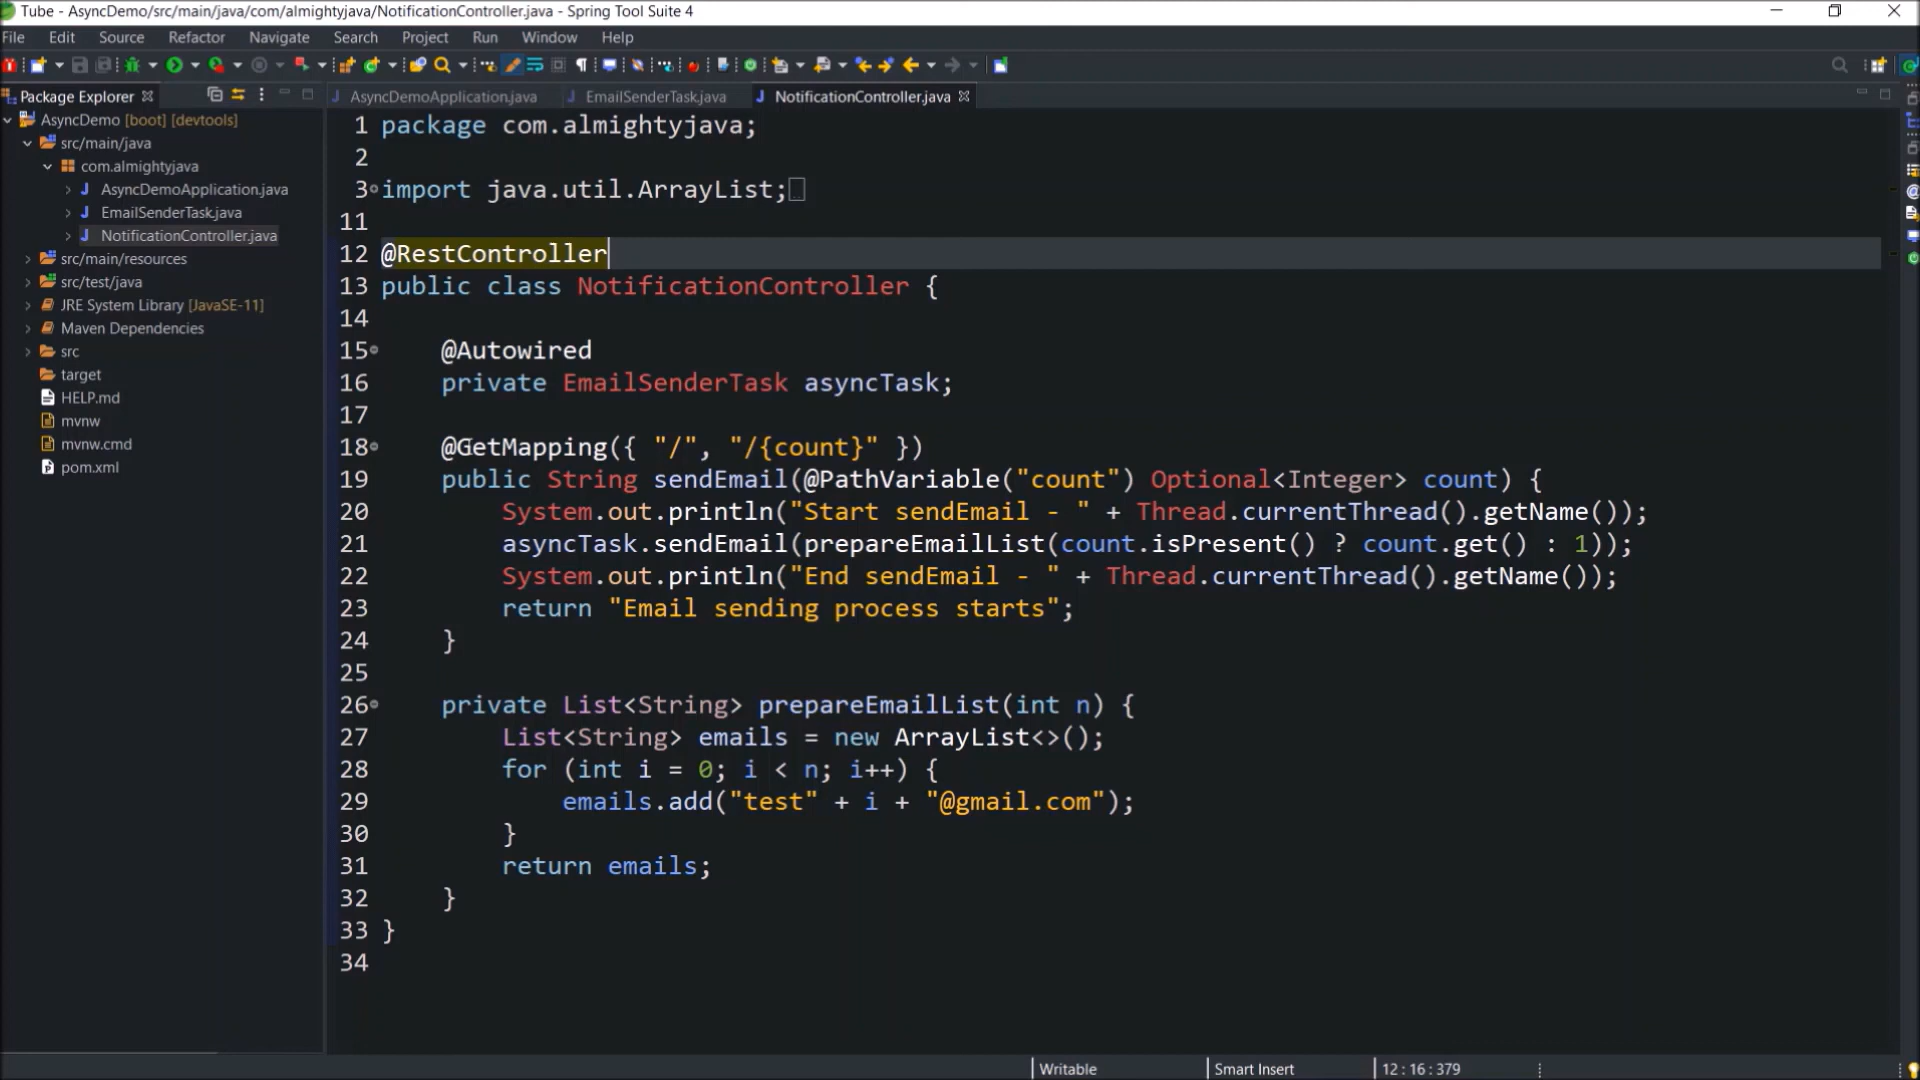 Tube - AsyncDemo/src/main/java/com/almightyjava/NotificationController.java - Spring Tool Suite 4
File Edit Source Refactor Navigate Search Project Run Window Help
Package Explorer
AsyncDemo [boot] [devtools]
src/main/java
com.almightyjava
AsyncDemoApplication.java
EmailSenderTask.java
NotificationController.java
src/main/resources
src/test/java
JRE System Library [JavaSE-11]
Maven Dependencies
src
target
HELP.md
mvnw
mvnw.cmd
pom.xml
AsyncDemoApplication.java EmailSenderTask.java NotificationController.java
1 package com.almightyjava;
2
3 import java.util.ArrayList;
11
12 @RestController
13 public class NotificationController {
14
15 @Autowired
16 private EmailSenderTask asyncTask;
17
18 @GetMapping({ "/", "/{count}" })
19 public String sendEmail(@PathVariable("count") Optional<Integer> count) {
20 System.out.println("Start sendEmail - " + Thread.currentThread().getName());
21 asyncTask.sendEmail(prepareEmailList(count.isPresent() ? count.get() : 1));
22 System.out.println("End sendEmail - " + Thread.currentThread().getName());
23 return "Email sending process starts";
24 }
25
26 private List<String> prepareEmailList(int n) {
27 List<String> emails = new ArrayList<>();
28 for (int i = 0; i < n; i++) {
29 emails.add("test" + i + "@gmail.com");
30 }
31 return emails;
32 }
33 }
34
Writable Smart Insert 12 : 16 : 379